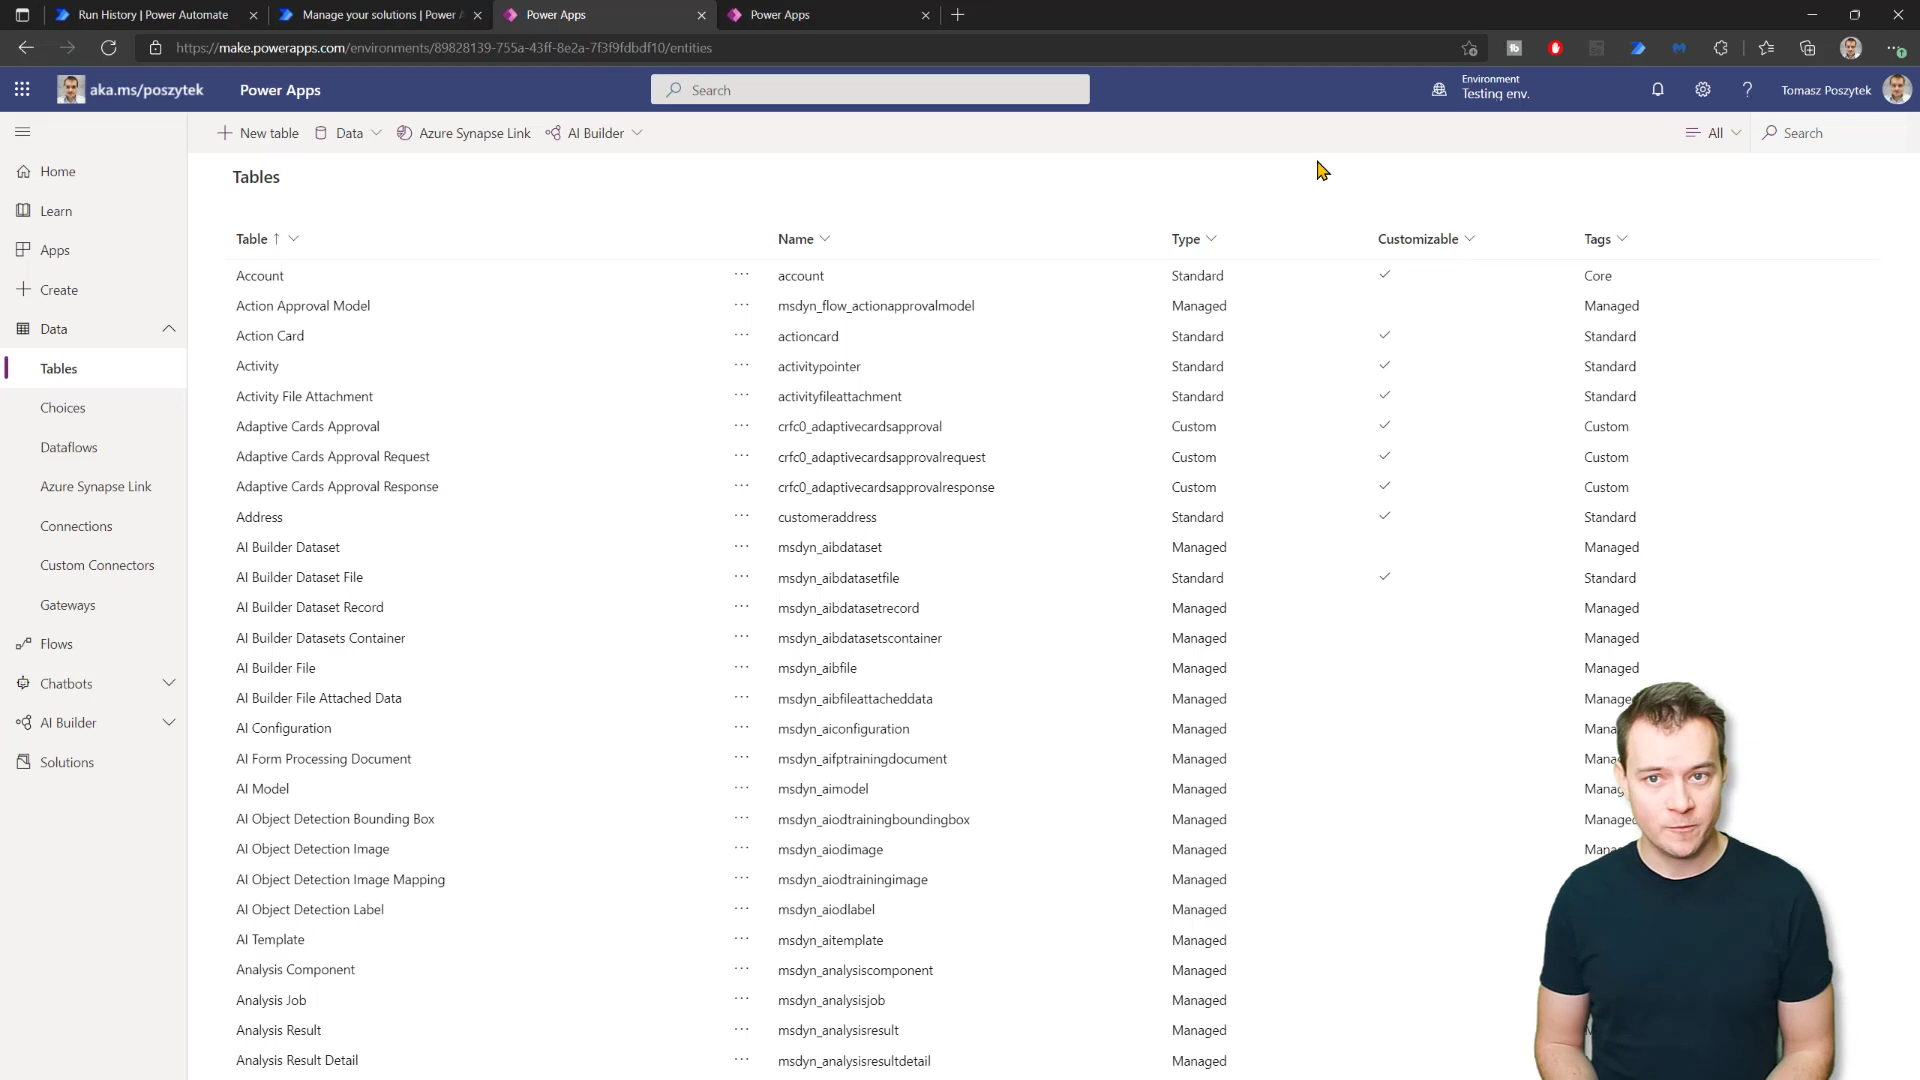 Run History | Power Automate
Manage your solutions | Power A
Power Apps
Power Apps
https://make.powerapps.com/environments/89828139-755a-43ff-8e2a-7f3f9fdbdf10/entities
aka.ms/poszytek
Power Apps
Search
Environment
Testing env.
Tomasz Poszytek
New table
Data
Azure Synapse Link
AI Builder
All
Search
Home
Learn
Apps
Create
Data
Tables
Choices
Dataflows
Azure Synapse Link
Connections
Custom Connectors
Gateways
Flows
Chatbots
AI Builder
Solutions
Tables
Table ↑ Name Type Customizable Tags
Account ··· account Standard ✓ Core
Action Approval Model ··· msdyn_flow_actionapprovalmodel Managed Managed
Action Card ··· actioncard Standard ✓ Standard
Activity ··· activitypointer Standard ✓ Standard
Activity File Attachment ··· activityfileattachment Standard ✓ Standard
Adaptive Cards Approval ··· crfc0_adaptivecardsapproval Custom ✓ Custom
Adaptive Cards Approval Request ··· crfc0_adaptivecardsapprovalrequest Custom ✓ Custom
Adaptive Cards Approval Response ··· crfc0_adaptivecardsapprovalresponse Custom ✓ Custom
Address ··· customeraddress Standard ✓ Standard
AI Builder Dataset ··· msdyn_aibdataset Managed Managed
AI Builder Dataset File ··· msdyn_aibdatasetfile Standard ✓ Standard
AI Builder Dataset Record ··· msdyn_aibdatasetrecord Managed Managed
AI Builder Datasets Container ··· msdyn_aibdatasetscontainer Managed Managed
AI Builder File ··· msdyn_aibfile Managed Managed
AI Builder File Attached Data ··· msdyn_aibfileattacheddata Managed Manage
AI Configuration ··· msdyn_aiconfiguration Managed Mana
AI Form Processing Document ··· msdyn_aifptrainingdocument Managed Mana
AI Model ··· msdyn_aimodel Managed Manag
AI Object Detection Bounding Box ··· msdyn_aiodtrainingboundingbox Managed Managed
AI Object Detection Image ··· msdyn_aiodimage Managed Mana
AI Object Detection Image Mapping ··· msdyn_aiodtrainingimage Managed
AI Object Detection Label ··· msdyn_aiodlabel Managed
AI Template ··· msdyn_aitemplate Managed
Analysis Component ··· msdyn_analysiscomponent Managed
Analysis Job ··· msdyn_analysisjob Managed
Analysis Result ··· msdyn_analysisresult Managed
Analysis Result Detail ··· msdyn_analysisresultdetail Managed